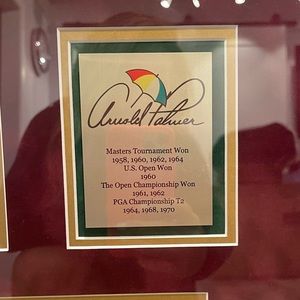 Arnold Palmer
Masters Tournament Won
1958, 1960, 1962, 1964
U.S. Open Won
1960
The Open Championship Won
1961, 1962
PGA Championship T2
1964, 1968, 1970